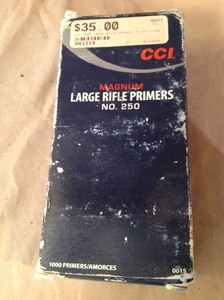 $35.00
CCI
MAGNUM
LARGE RIFLE PRIMERS
NO. 250
1000 PRIMERS/AMORCES
0015